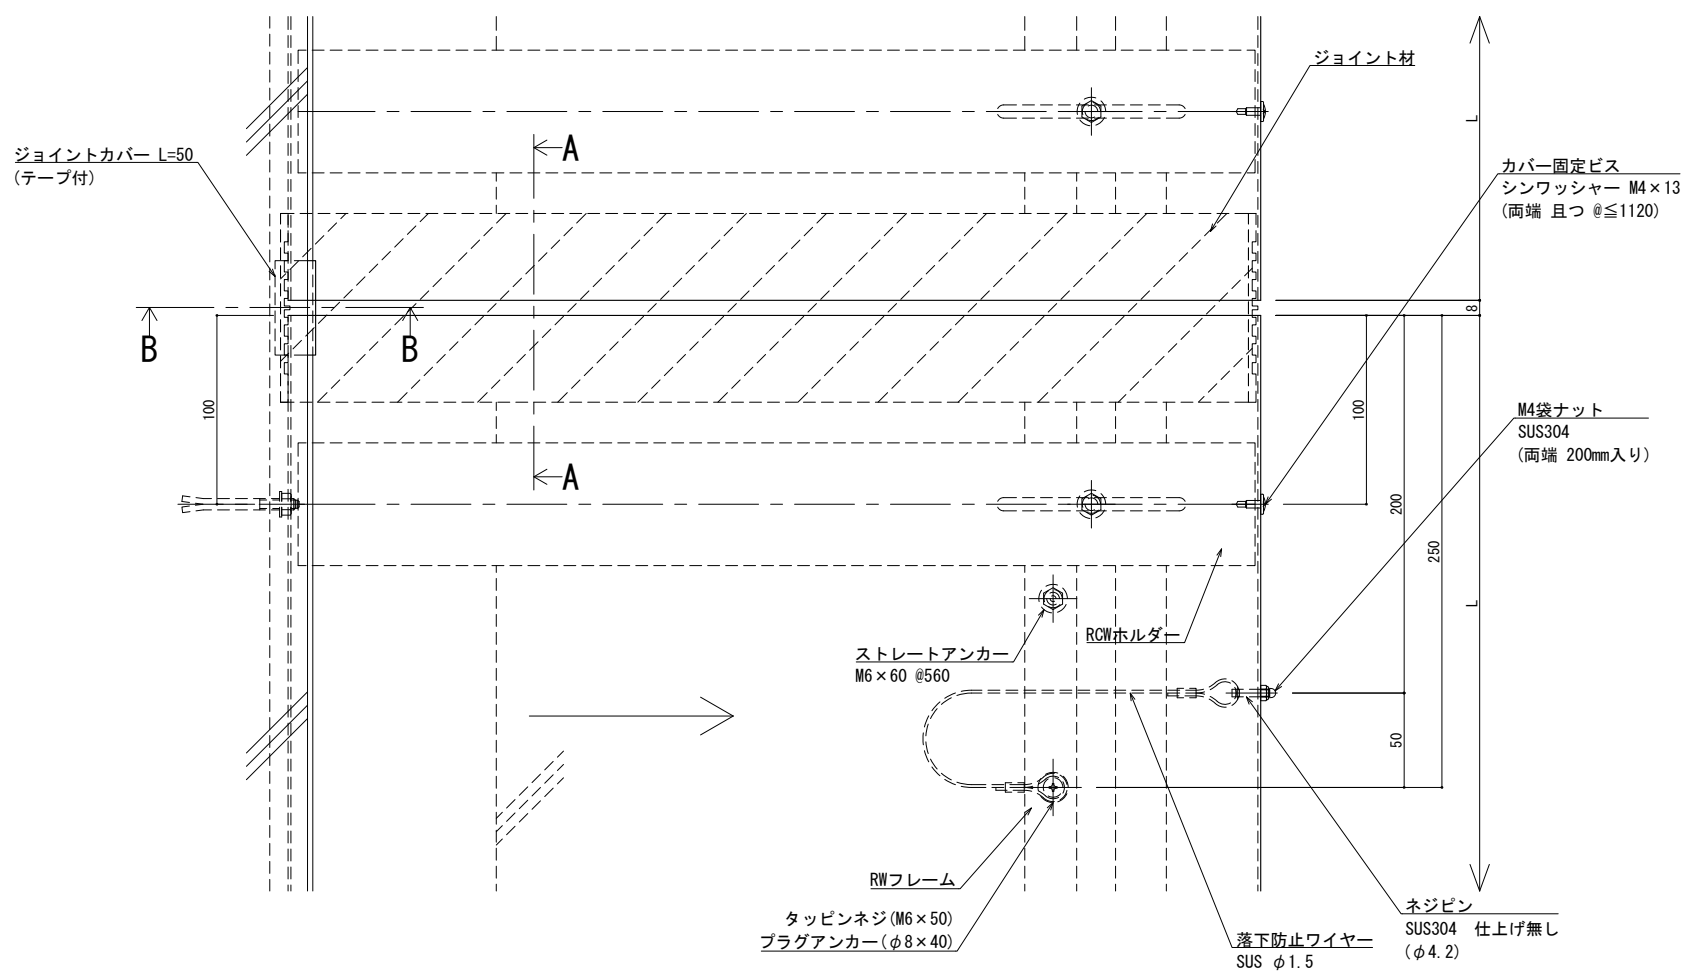 ジョイント材
L
A
ジョイントカバー L=50
(テープ付)
カバー固定ビス
シンワッシャー M4×13
(両端 且つ @≦1120)
8
B
B
100
100
M4袋ナット
SUS304
(両端 200mm入り)
A
200
250
L
RCWホルダー
ストレートアンカー
M6×60 @560
50
RWフレーム
タッピンネジ(M6×50)
プラグアンカー(φ8×40)
ネジピン
SUS304 仕上げ無し
(φ4.2)
落下防止ワイヤー
SUS φ1.5